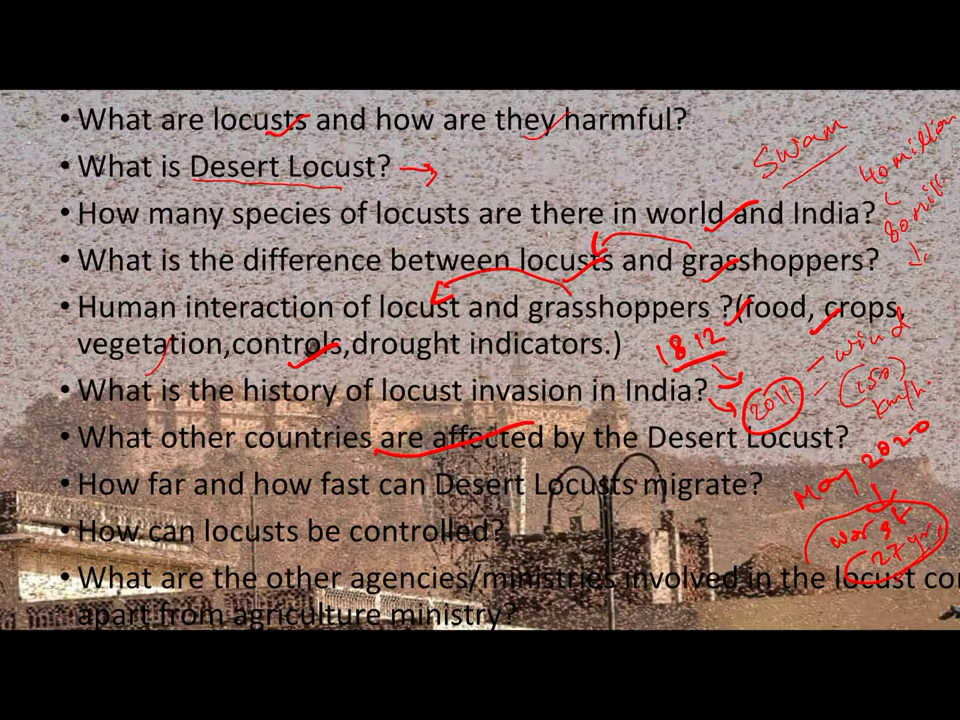 • What are locusts and how are they harmful?
• What is Desert Locust?
• How many species of locusts are there in world and India?
• What is the difference between locusts and grasshoppers?
• Human interaction of locust and grasshoppers ?(food, crops,
vegetation,controls,drought indicators.)
• What is the history of locust invasion in India?
• What other countries are affected by the Desert Locust?
• How far and how fast can Desert Locusts migrate?
• How can locusts be controlled?
• What are the other agencies/ministries involved in the locust co
apart from agriculture ministry?
Swam
40 million
80 mill
1812
2011
wind
(150)
km/h.
May 2020
worst
27 yr